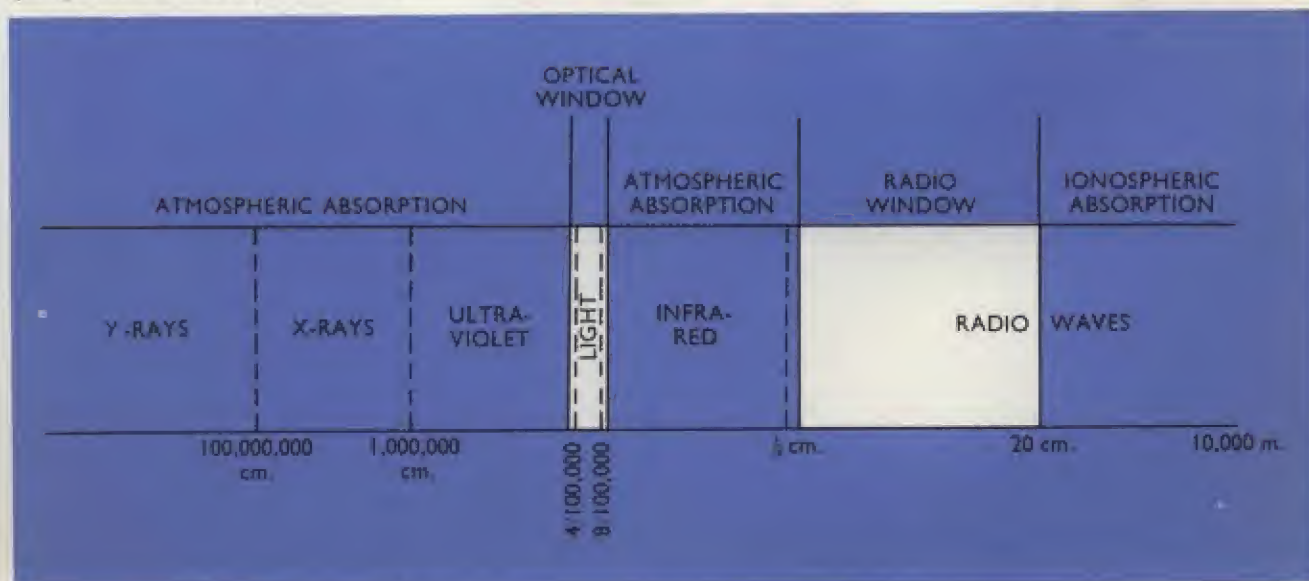 OPTICAL
WINDOW
ATMOSPHERIC ABSORPTION
ATMOSPHERIC
ABSORPTION
RADIO
WINDOW
IONOSPHERIC
ABSORPTION
Y-RAYS
X-RAYS
ULTRA-
VIOLET
LIGHT
INFRA-
RED
RADIO WAVES
100,000,000
cm.
1,000,000
cm.
4/100,000
8/100,000
cm.
20 cm.
10,000 m.